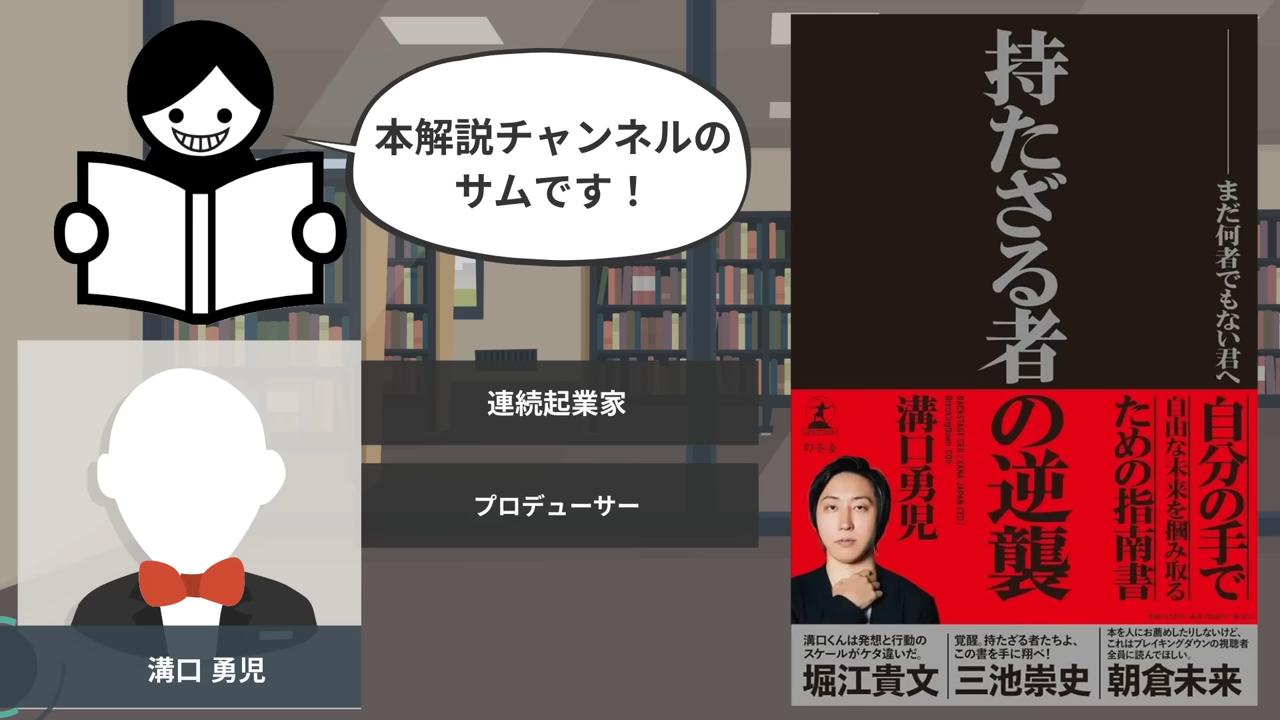 本解説チャンネルの
サムです！
連続起業家
プロデューサー
溝口 勇児
まだ何者でもない君へ
持たざる者の逆襲
溝口勇児
BACKSTAGE CEO / XANA JAPAN CEO /
BreakingDown COO
幻冬舎
自分の手で
自由な未来を掴み取る
ための指南書
溝口くんは発想と行動の
スケールがケタ違いだ。
堀江貴文
覚醒。持たざる者たちよ、
この書を手に翔べ！
三池崇史
本を人にお薦めしたりしないけど、
これはブレイキングダウンの視聴者
全員に読んでほしい。
朝倉未来